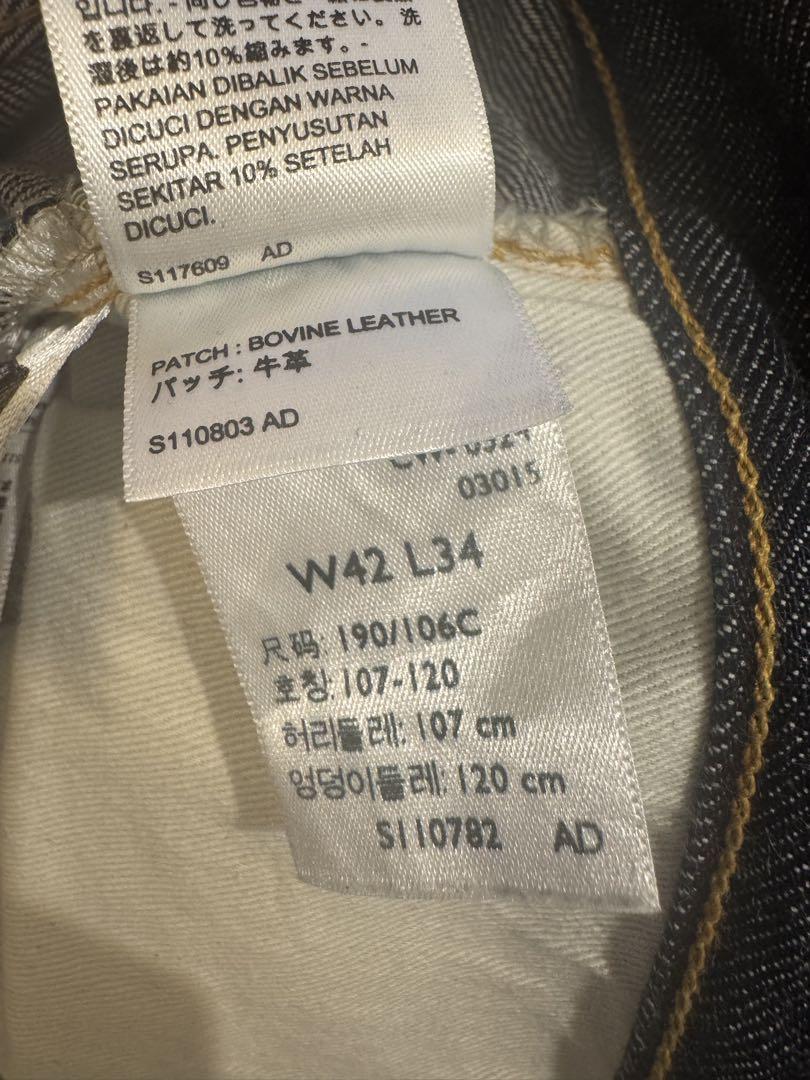 を裏返して洗ってください。洗
濯後は約10%縮みます。-
PAKAIAN DIBALIK SEBELUM
DICUCI DENGAN WARNA
SERUPA. PENYUSUTAN
SEKITAR 10% SETELAH
DICUCI.
S117609 AD
PATCH : BOVINE LEATHER
パッチ: 牛革
S110803 AD
03015
W42 L34
尺码: 190/106C
호칭: 107-120
허리둘레: 107 cm
엉덩이둘레: 120 cm
S110782 AD